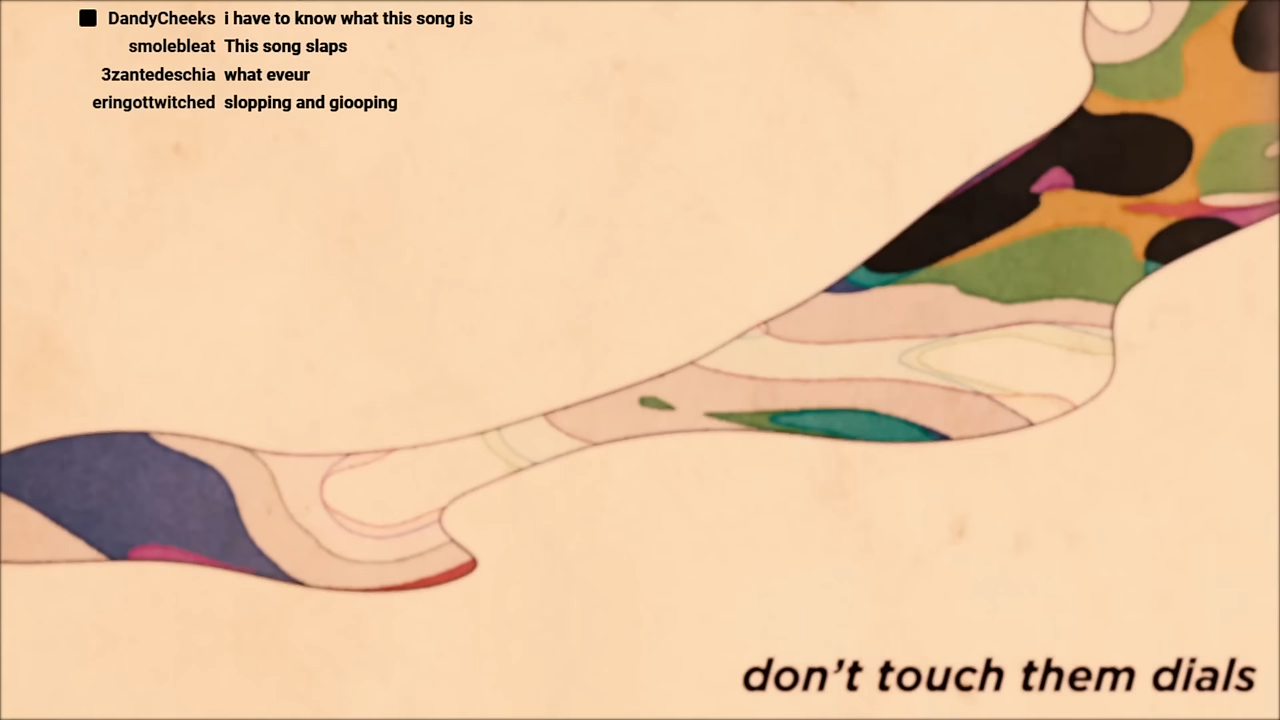 DandyCheeks i have to know what this song is
smolebleat This song slaps
3zantedeschia what eveur
eringottwitched slopping and giooping
don't touch them dials